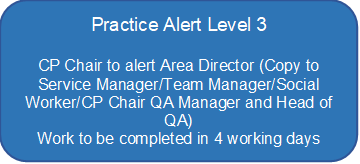 Practice Alert Level 3
CP Chair to alert Area Director (Copy to
Service Manager/Team Manager/Social
Worker/CP Chair QA Manager and Head of
QA)
Work to be completed in 4 working days